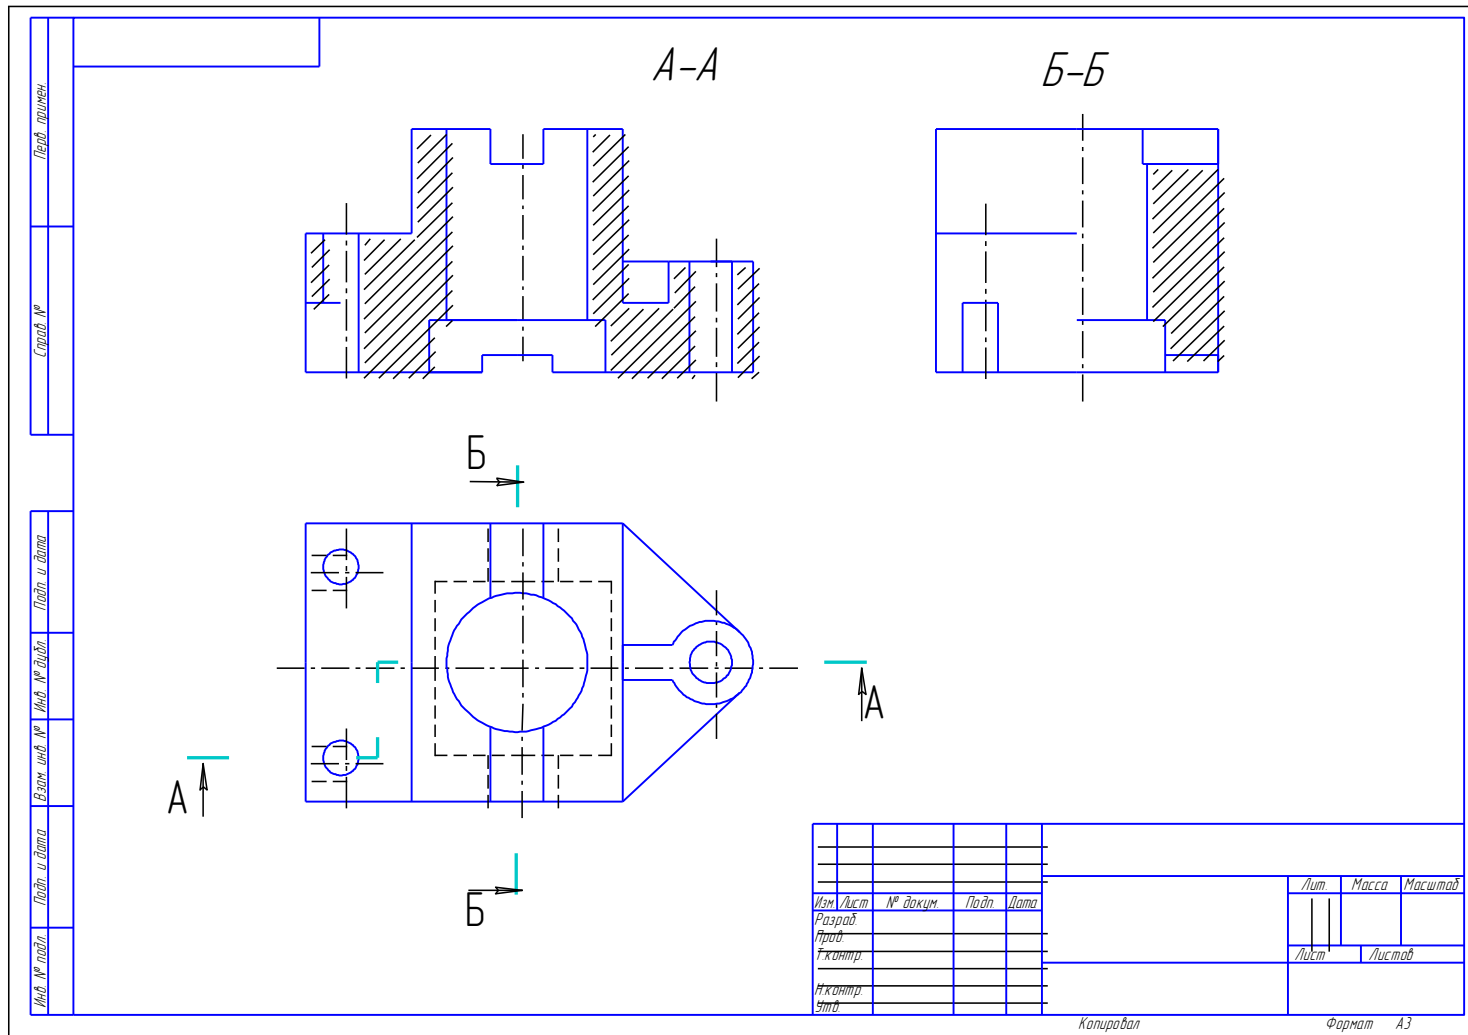 А-А
Б-Б
Перв. примен.
Справ. №
Б
Подп. и дата
Инв. № дубл.
А
Взам. инв. №
А
Подп. и дата
Б
Инв. № подл.
Лит. Масса Масштаб
Изм. Лист № докум. Подп. Дата
Разраб.
Пров.
Т.контр.
Лист Листов
Н.контр.
Утв.
Копировал Формат А3